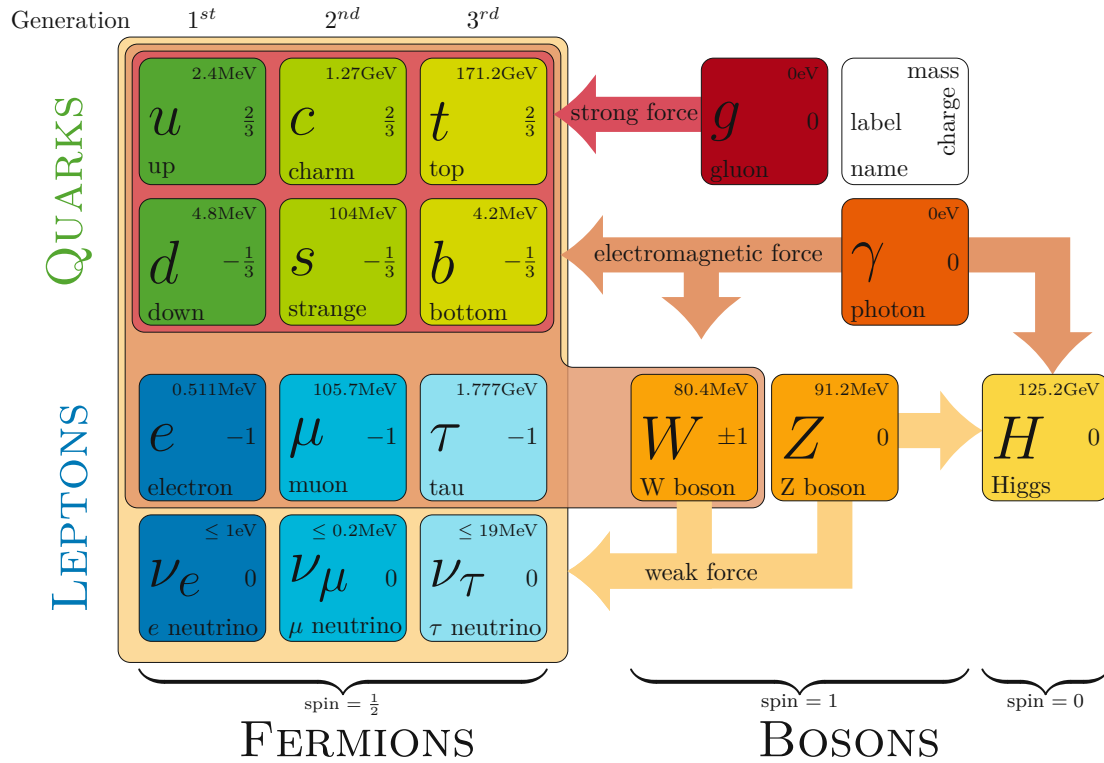 Generation 1st 2nd 3rd
QUARKS
2.4MeV
u 2/3
up
1.27GeV
c 2/3
charm
171.2GeV
t 2/3
top
strong force
0eV
g 0
gluon
mass
label
charge
name
4.8MeV
d −1/3
down
104MeV
s −1/3
strange
4.2MeV
b −1/3
bottom
electromagnetic force
0eV
γ 0
photon
LEPTONS
0.511MeV
e −1
electron
105.7MeV
μ −1
muon
1.777GeV
τ −1
tau
80.4MeV
W ±1
W boson
91.2MeV
Z 0
Z boson
125.2GeV
H 0
Higgs
≤ 1eV
νe 0
e neutrino
≤ 0.2MeV
νμ 0
μ neutrino
≤ 19MeV
ντ 0
τ neutrino
weak force
spin = 1/2
spin = 1
spin = 0
FERMIONS
BOSONS